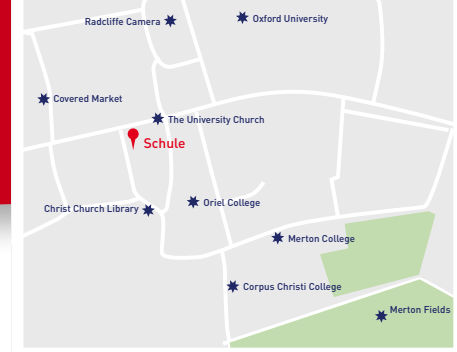 Radcliffe Camera
Oxford University
Covered Market
The University Church
Schule
Christ Church Library
Oriel College
Merton College
Corpus Christi College
Merton Fields